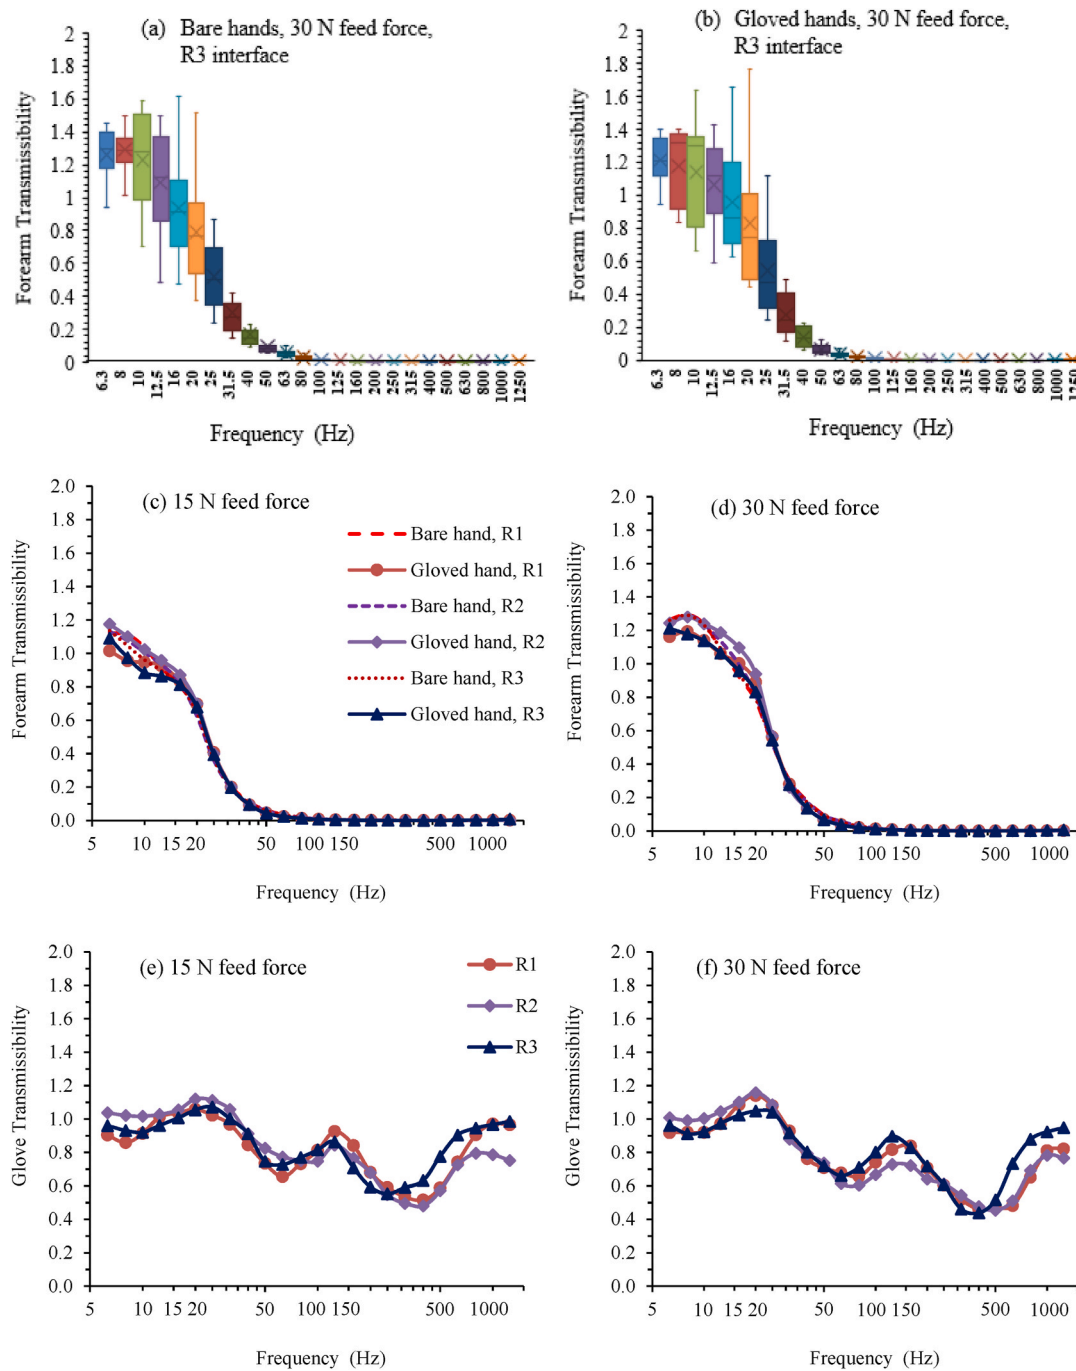 (a) Bare hands, 30 N feed force,
R3 interface
2
1.8
1.6
1.4
1.2
1
0.8
0.6
0.4
0.2
0
Forearm Transmissibility
6.3 8 10 12.5 16 20 25 31.5 40 50 63 80 100 125 160 200 250 315 400 500 630 800 1000 1250
Frequency (Hz)
(b) Gloved hands, 30 N feed force,
R3 interface
2
1.8
1.6
1.4
1.2
1
0.8
0.6
0.4
0.2
0
Forearm Transmissibility
6.3 8 10 12.5 16 20 25 31.5 40 50 63 80 100 125 160 200 250 315 400 500 630 800 1000 1250
Frequency (Hz)
(c) 15 N feed force
2.0
1.8
1.6
1.4
1.2
1.0
0.8
0.6
0.4
0.2
0.0
Forearm Transmissibility
Bare hand, R1
Gloved hand, R1
Bare hand, R2
Gloved hand, R2
Bare hand, R3
Gloved hand, R3
5 10 15 20 50 100 150 500 1000
Frequency (Hz)
(d) 30 N feed force
2.0
1.8
1.6
1.4
1.2
1.0
0.8
0.6
0.4
0.2
0.0
Forearm Transmissibility
5 10 15 20 50 100 150 500 1000
Frequency (Hz)
(e) 15 N feed force
2.0
1.8
1.6
1.4
1.2
1.0
0.8
0.6
0.4
0.2
0.0
Glove Transmissibility
R1
R2
R3
5 10 15 20 50 100 150 500 1000
Frequency (Hz)
(f) 30 N feed force
2.0
1.8
1.6
1.4
1.2
1.0
0.8
0.6
0.4
0.2
0.0
Glove Transmissibility
5 10 15 20 50 100 150 500 1000
Frequency (Hz)